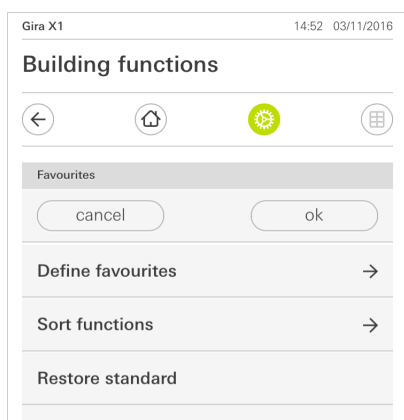 Gira X1 14:52 03/11/2016
Building functions
Favourites
cancel ok
Define favourites
Sort functions
Restore standard